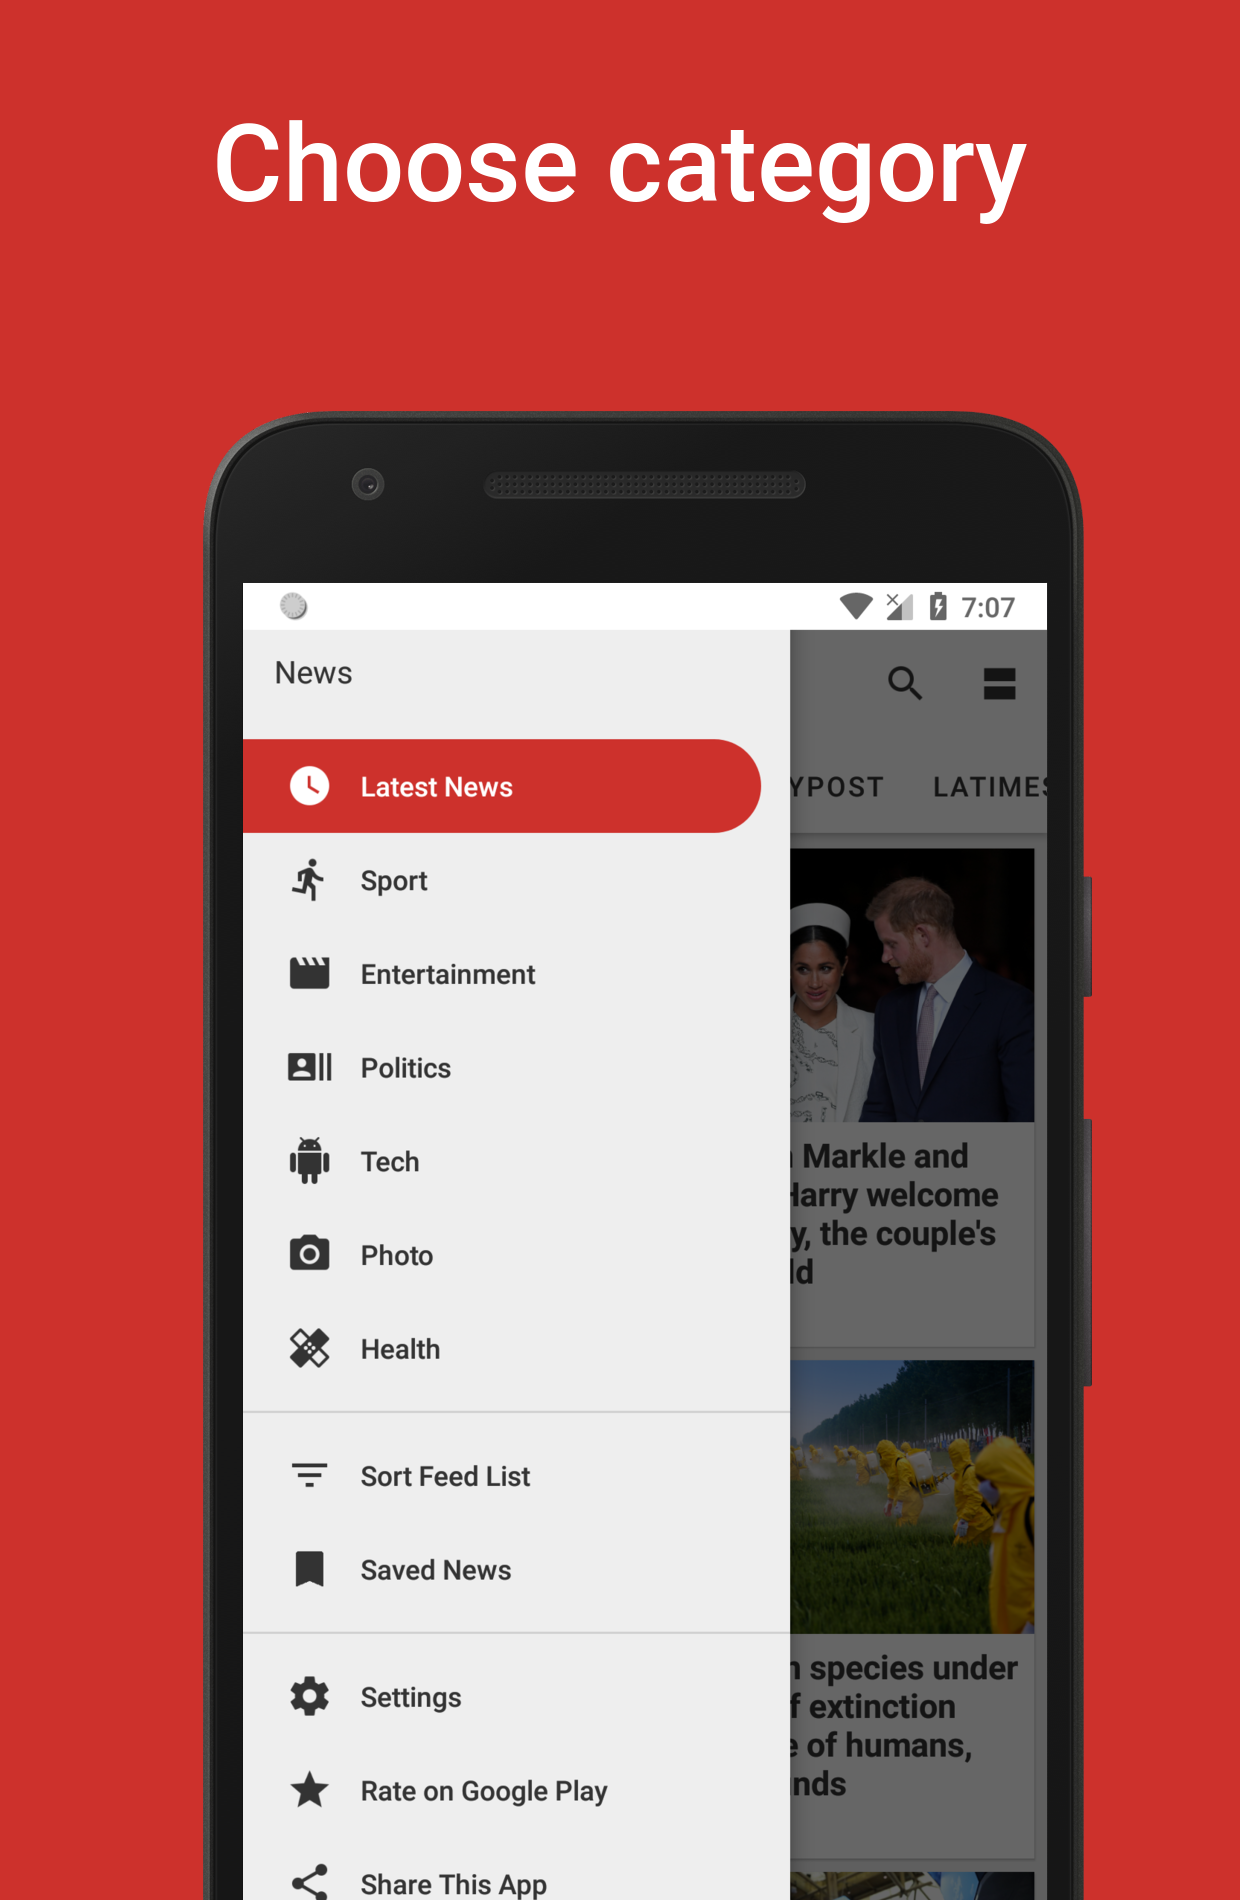 Choose category
7:07
News
Latest News
Sport
Entertainment
Politics
Tech
Photo
Health
Sort Feed List
Saved News
Settings
Rate on Google Play
Share This App
YPOST LATIMES
Markle and
Harry welcome
y, the couple's
ld
species under
f extinction
e of humans,
nds